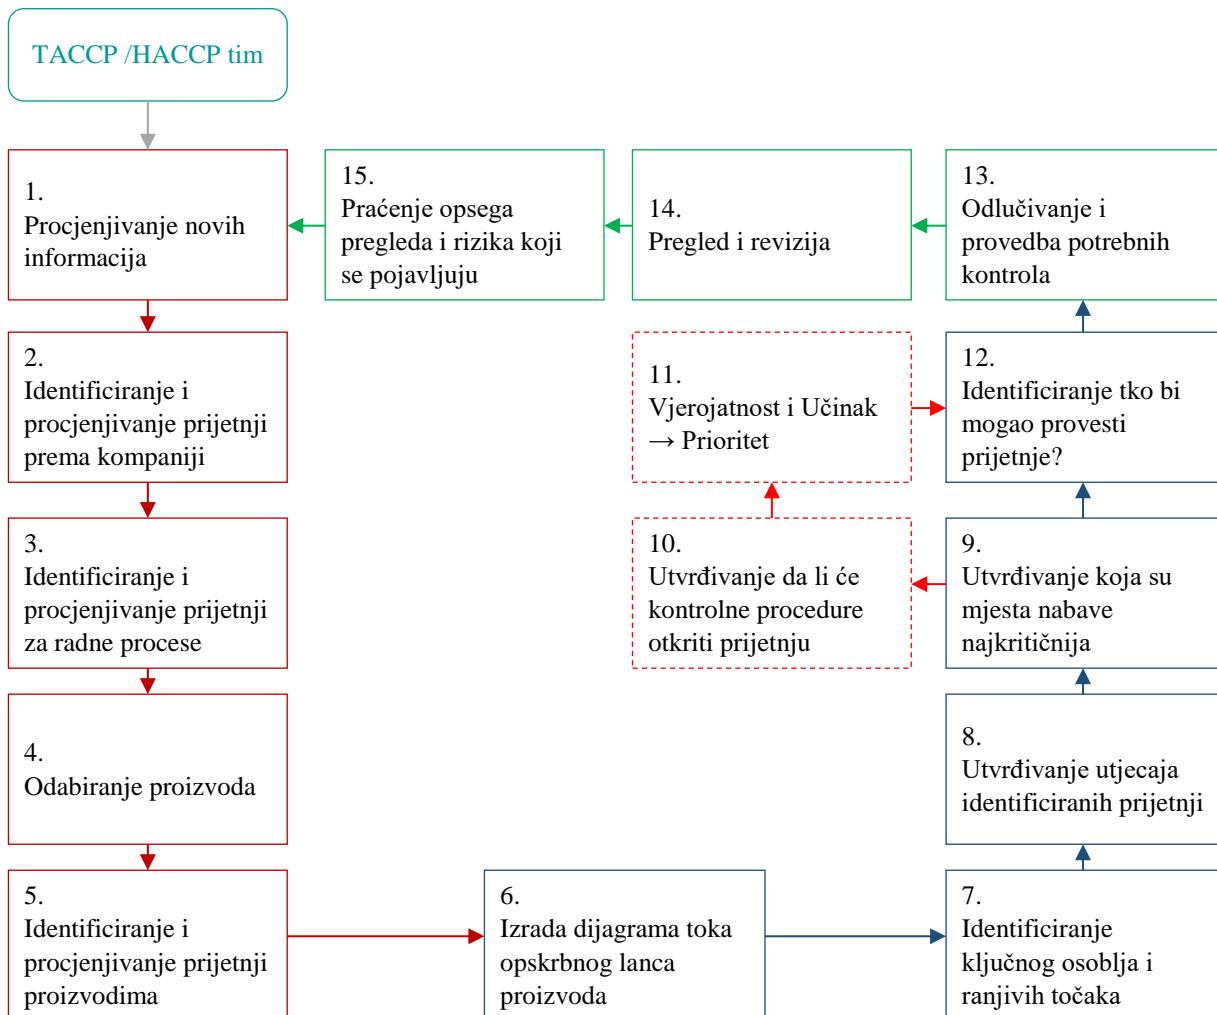 TACCP /HACCP tim
1.
Procjenjivanje novih
informacija
2.
Identificiranje i
procjenjivanje prijetnji
prema kompaniji
3.
Identificiranje i
procjenjivanje prijetnji
za radne procese
4.
Odabiranje proizvoda
5.
Identificiranje i
procjenjivanje prijetnji
proizvodima
6.
Izrada dijagrama toka
opskrbnog lanca
proizvoda
7.
Identificiranje
ključnog osoblja i
ranjivih točaka
8.
Utvrđivanje utjecaja
identificiranih prijetnji
9.
Utvrđivanje koja su
mjesta nabave
najkritičnija
10.
Utvrđivanje da li će
kontrolne procedure
otkriti prijetnju
11.
Vjerojatnost i Učinak
→ Prioritet
12.
Identificiranje tko bi
mogao provesti
prijetnje?
13.
Odlučivanje i
provedba potrebnih
kontrola
14.
Pregled i revizija
15.
Praćenje opsega
pregleda i rizika koji
se pojavljuju